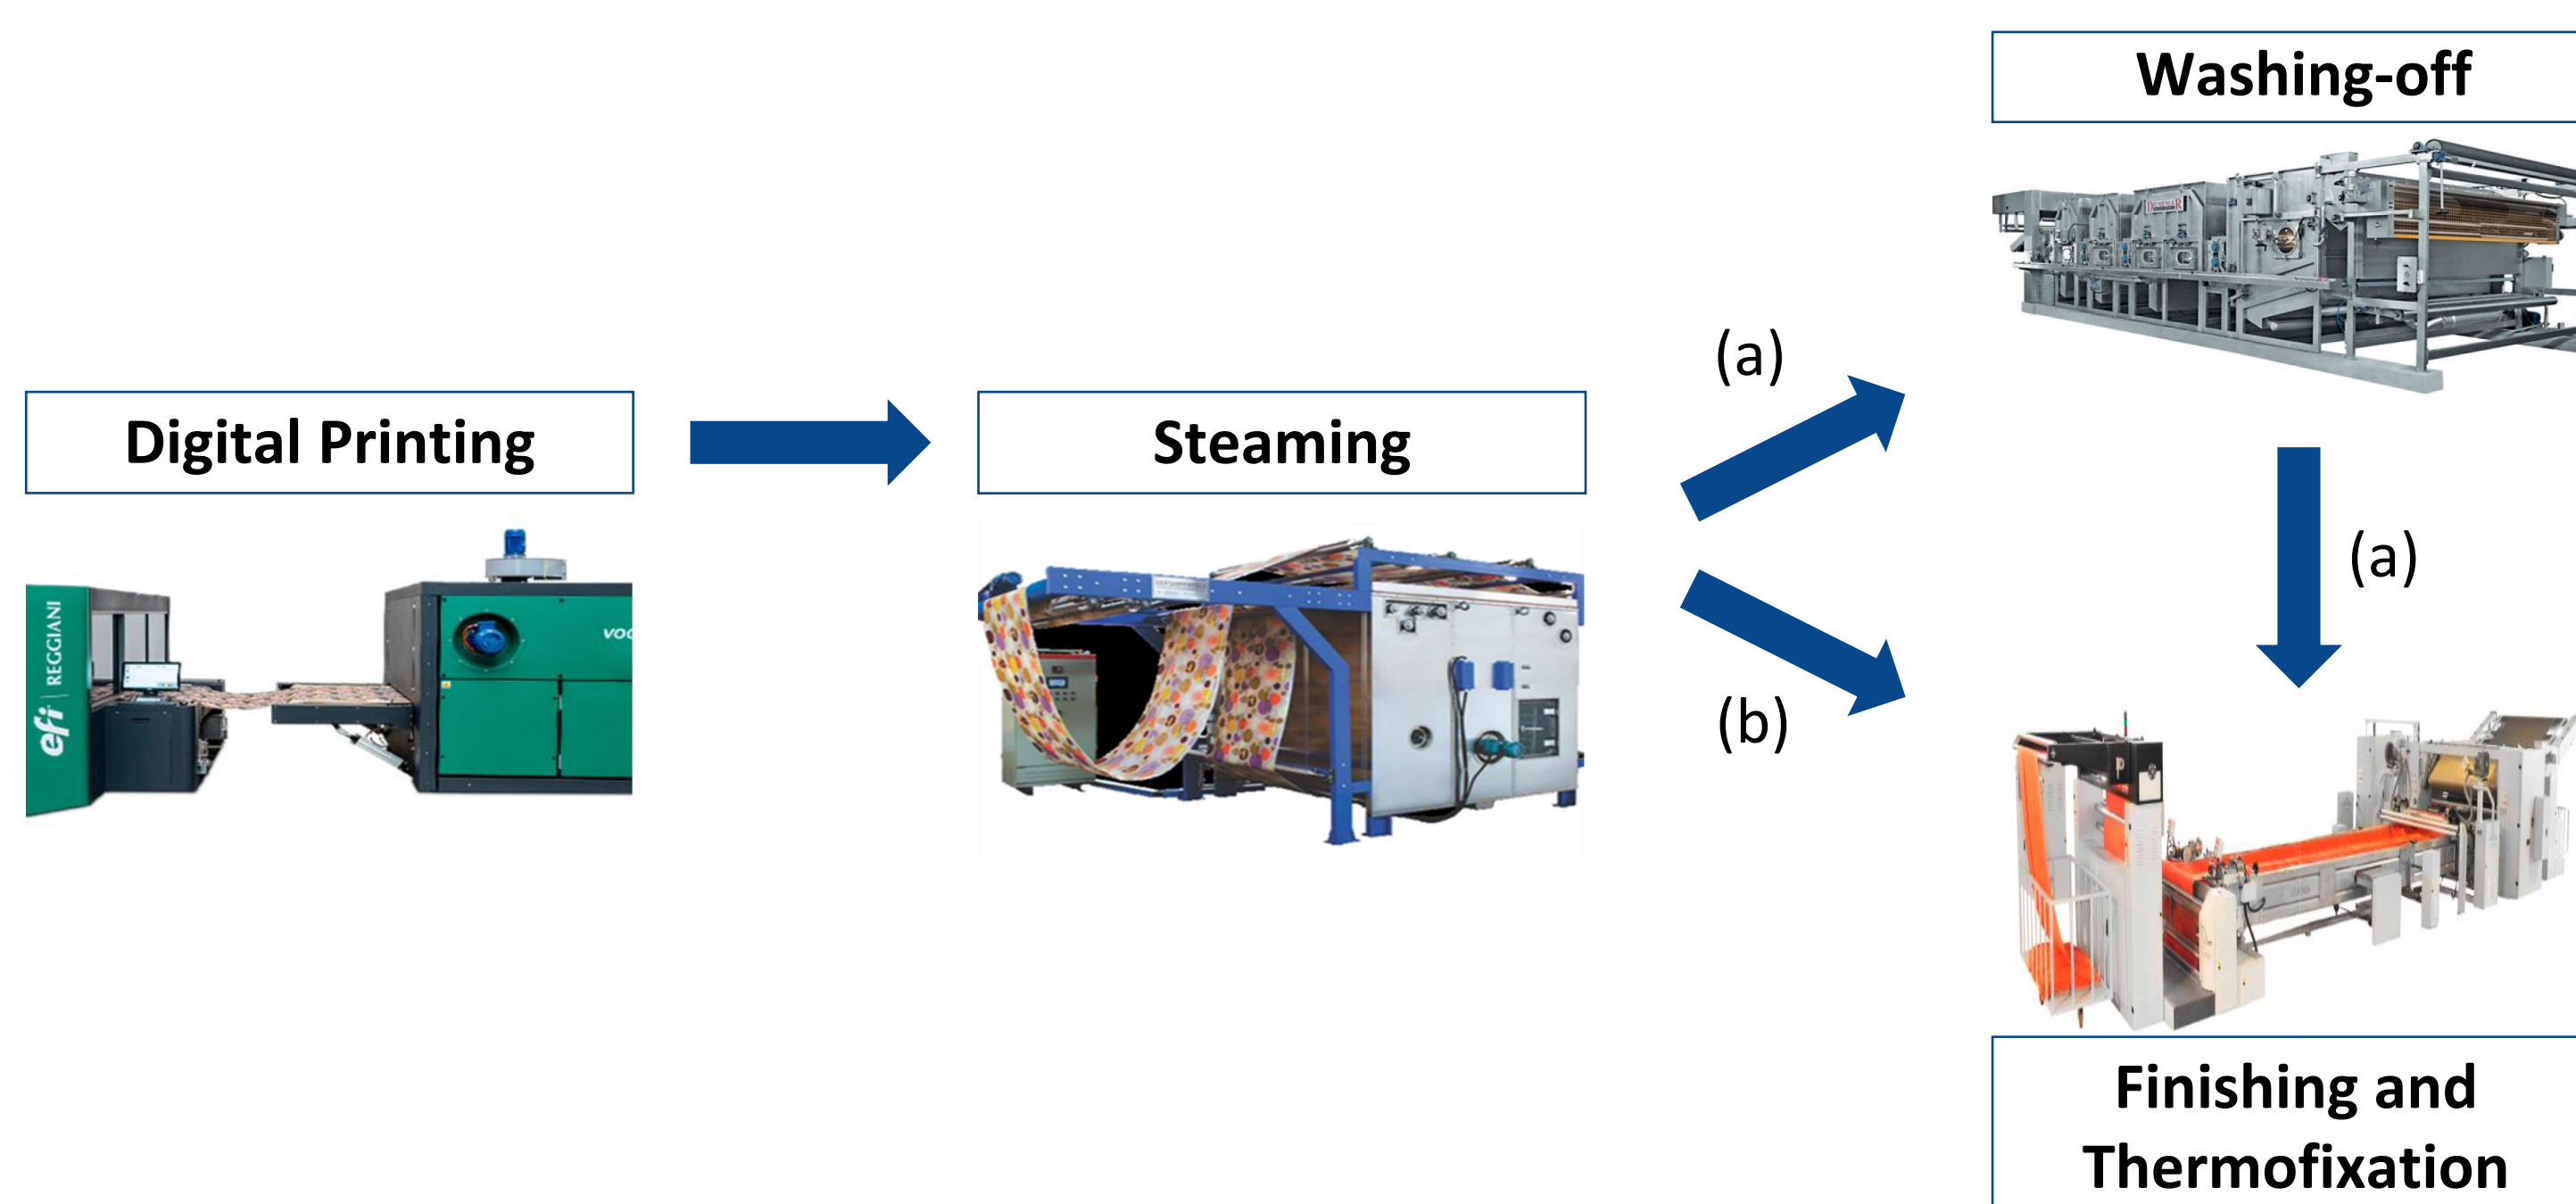 Washing-off
(a)
Digital Printing
Steaming
efi | REGGIANI
(a)
(b)
Finishing and
Thermofixation